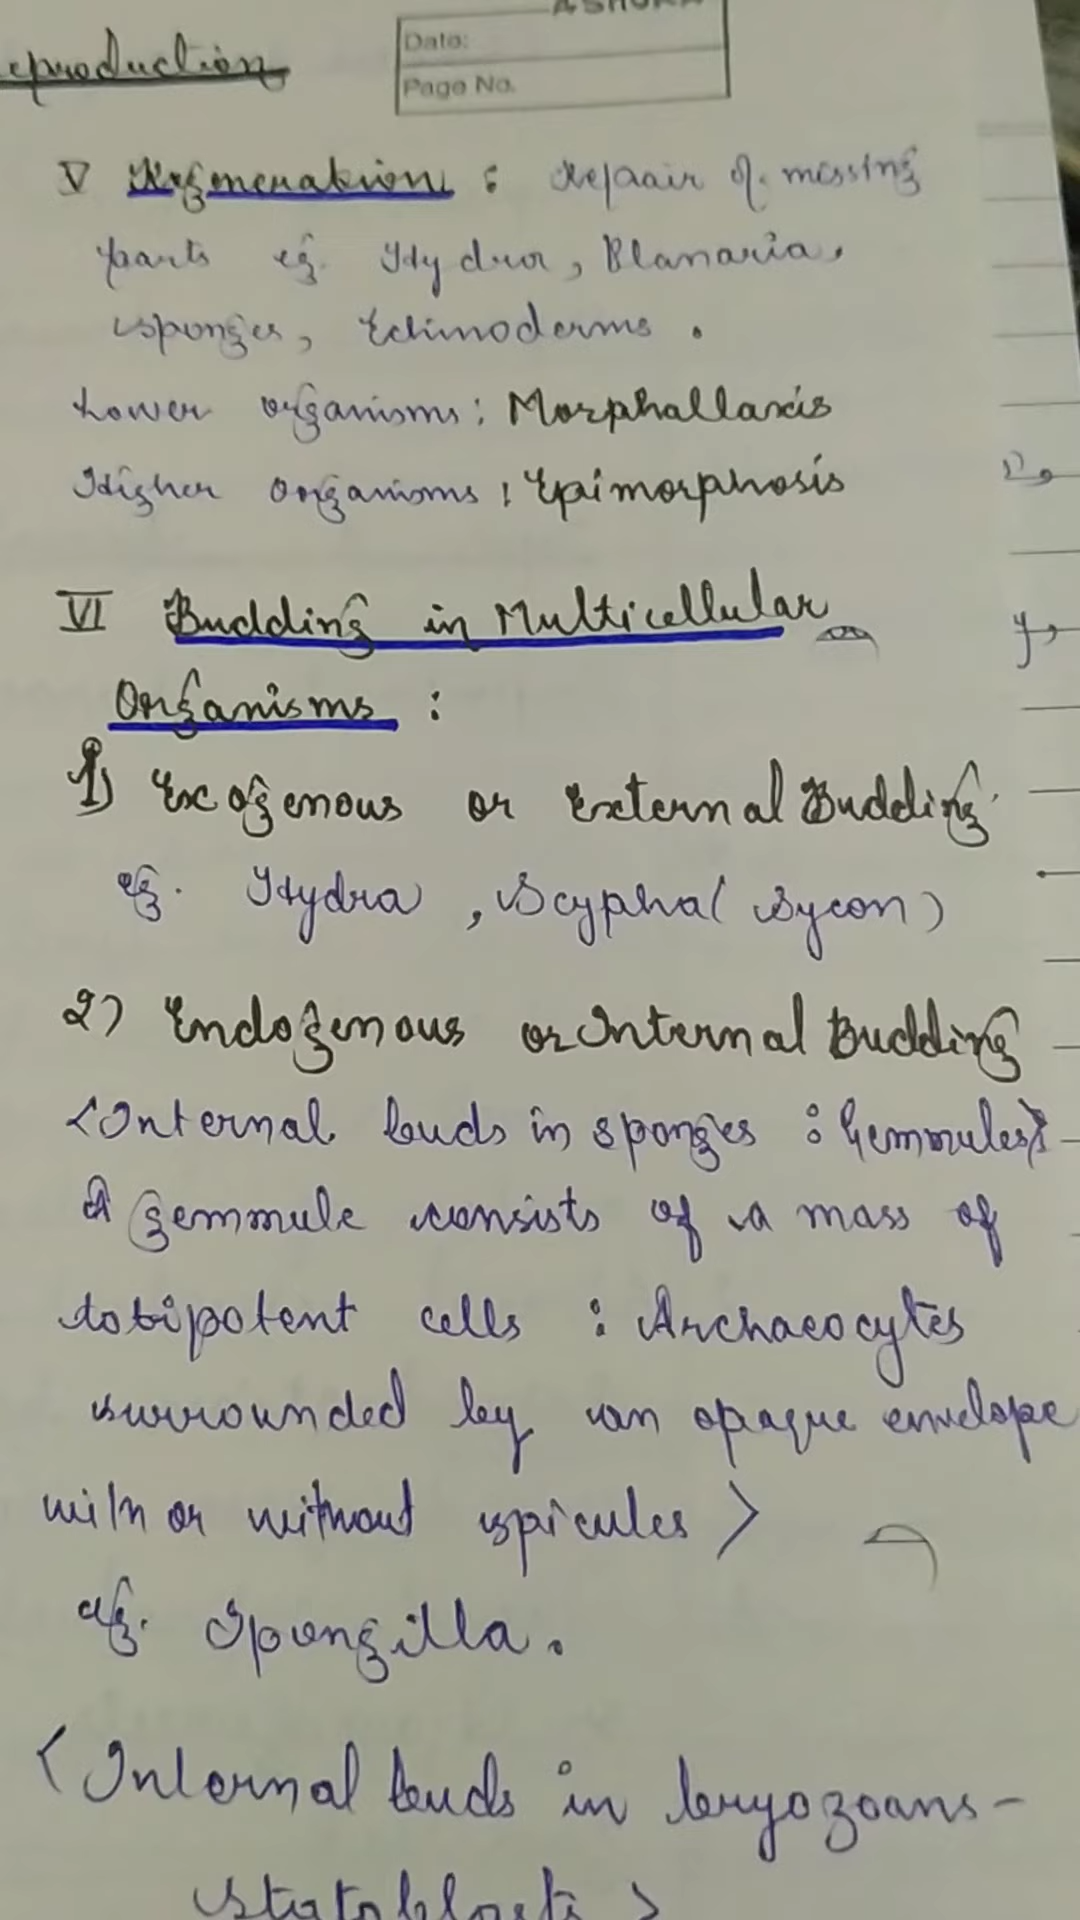 eproduction
Date:
Page No.
V Regeneration : Repair of missing
parts eg. Hydra, Planaria,
sponges, Echinoderms.
Lower organisms: Morphallaxis
Higher Organisms: Epimorphosis
VI Budding in Multicellular
Organisms :
1) Exogenous or External Budding
eg. Hydra, Scypha (Sycon)
2) Endogenous or Internal Budding
<Internal buds in sponges : Gemmules>
A gemmule consists of a mass of
totipotent cells : Archaeocytes
surrounded by an opaque envelope
with or without spicules >
eg. Spongilla.
<Internal buds in bryozoans-
Statoblasts >